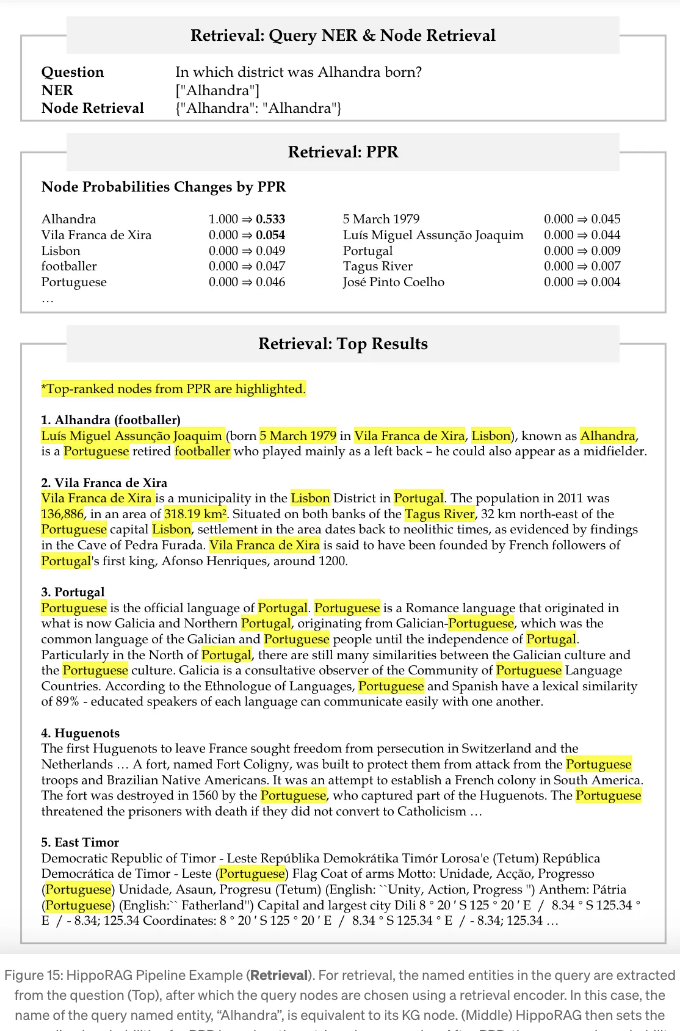 Retrieval: Query NER & Node Retrieval
Question In which district was Alhandra born?
NER ["Alhandra"]
Node Retrieval {"Alhandra": "Alhandra"}
Retrieval: PPR
Node Probabilities Changes by PPR
Alhandra 1.000 ⇒ 0.533 5 March 1979 0.000 ⇒ 0.045
Vila Franca de Xira 0.000 ⇒ 0.054 Luís Miguel Assunção Joaquim 0.000 ⇒ 0.044
Lisbon 0.000 ⇒ 0.049 Portugal 0.000 ⇒ 0.009
footballer 0.000 ⇒ 0.047 Tagus River 0.000 ⇒ 0.007
Portuguese 0.000 ⇒ 0.046 José Pinto Coelho 0.000 ⇒ 0.004
...
Retrieval: Top Results
*Top-ranked nodes from PPR are highlighted.
1. Alhandra (footballer)
Luís Miguel Assunção Joaquim (born 5 March 1979 in Vila Franca de Xira, Lisbon), known as Alhandra,
is a Portuguese retired footballer who played mainly as a left back – he could also appear as a midfielder.
2. Vila Franca de Xira
Vila Franca de Xira is a municipality in the Lisbon District in Portugal. The population in 2011 was
136,886, in an area of 318.19 km². Situated on both banks of the Tagus River, 32 km north-east of the
Portuguese capital Lisbon, settlement in the area dates back to neolithic times, as evidenced by findings
in the Cave of Pedra Furada. Vila Franca de Xira is said to have been founded by French followers of
Portugal's first king, Afonso Henriques, around 1200.
3. Portugal
Portuguese is the official language of Portugal. Portuguese is a Romance language that originated in
what is now Galicia and Northern Portugal, originating from Galician-Portuguese, which was the
common language of the Galician and Portuguese people until the independence of Portugal.
Particularly in the North of Portugal, there are still many similarities between the Galician culture and
the Portuguese culture. Galicia is a consultative observer of the Community of Portuguese Language
Countries. According to the Ethnologue of Languages, Portuguese and Spanish have a lexical similarity
of 89% - educated speakers of each language can communicate easily with one another.
4. Huguenots
The first Huguenots to leave France sought freedom from persecution in Switzerland and the
Netherlands ... A fort, named Fort Coligny, was built to protect them from attack from the Portuguese
troops and Brazilian Native Americans. It was an attempt to establish a French colony in South America.
The fort was destroyed in 1560 by the Portuguese, who captured part of the Huguenots. The Portuguese
threatened the prisoners with death if they did not convert to Catholicism ...
5. East Timor
Democratic Republic of Timor - Leste Repúblika Demokrátika Timór Lorosa'e (Tetum) República
Democrática de Timor - Leste (Portuguese) Flag Coat of arms Motto: Unidade, Acção, Progresso
(Portuguese) Unidade, Asaun, Progresu (Tetum) (English: ``Unity, Action, Progress ") Anthem: Pátria
(Portuguese) (English:`` Fatherland") Capital and largest city Dili 8 ° 20 ′ S 125 ° 20 ′ E / 8.34 ° S 125.34 °
E / - 8.34; 125.34 Coordinates: 8 ° 20 ′ S 125 ° 20 ′ E / 8.34 ° S 125.34 ° E / - 8.34; 125.34 ...
Figure 15: HippoRAG Pipeline Example (Retrieval). For retrieval, the named entities in the query are extracted
from the question (Top), after which the query nodes are chosen using a retrieval encoder. In this case, the
name of the query named entity, “Alhandra”, is equivalent to its KG node. (Middle) HippoRAG then sets the